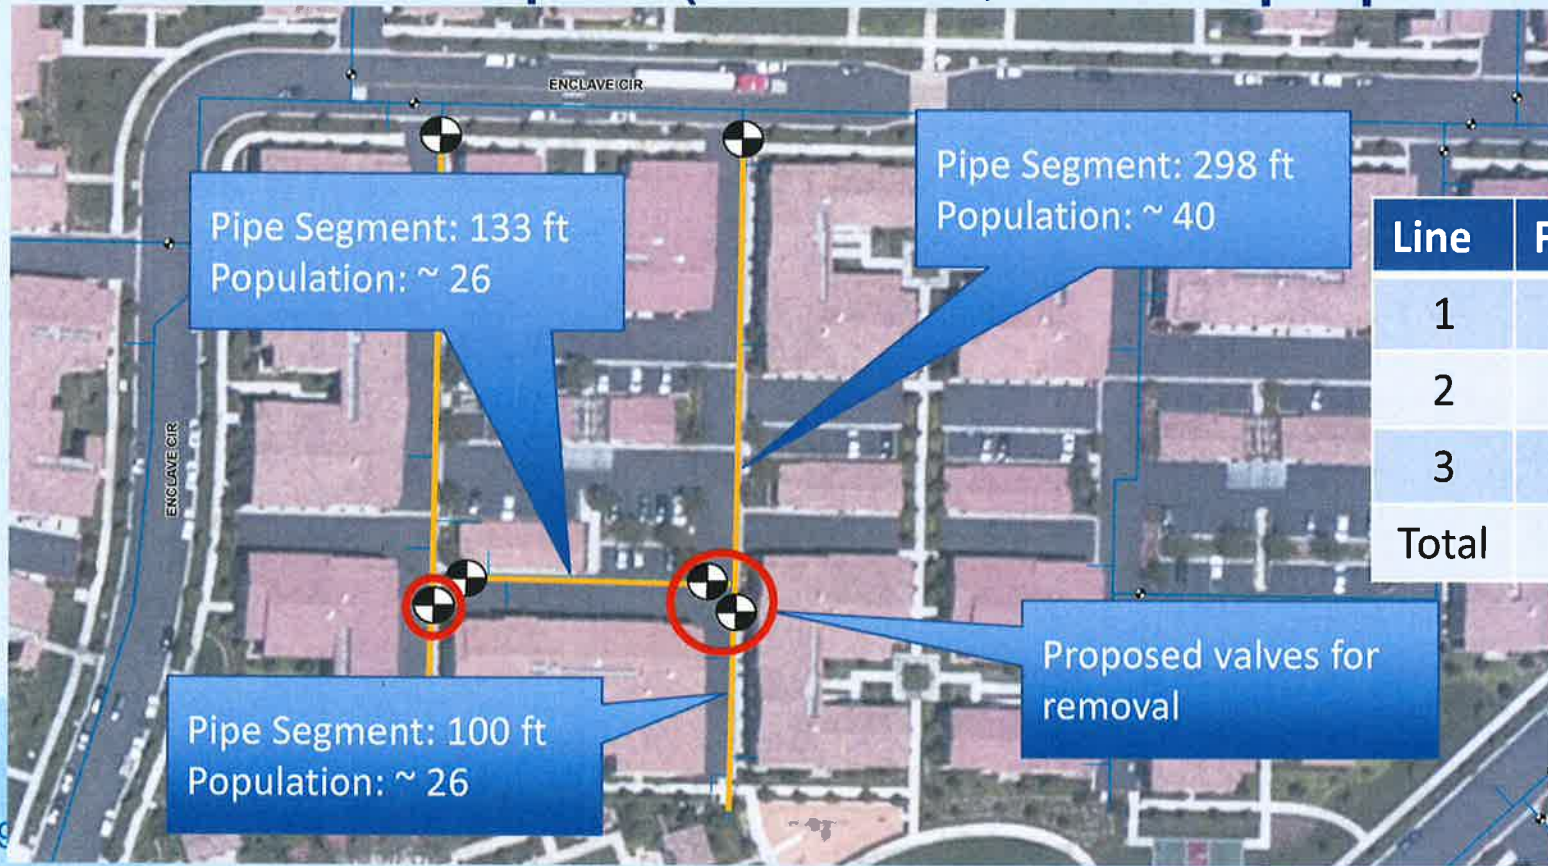 ENCLAVE CIR
Pipe Segment: 298 ft
Population: ~ 40
Pipe Segment: 133 ft
Population: ~ 26
Line
1
2
3
Total
ENCLAVE CIR
Proposed valves for
removal
Pipe Segment: 100 ft
Population: ~ 26